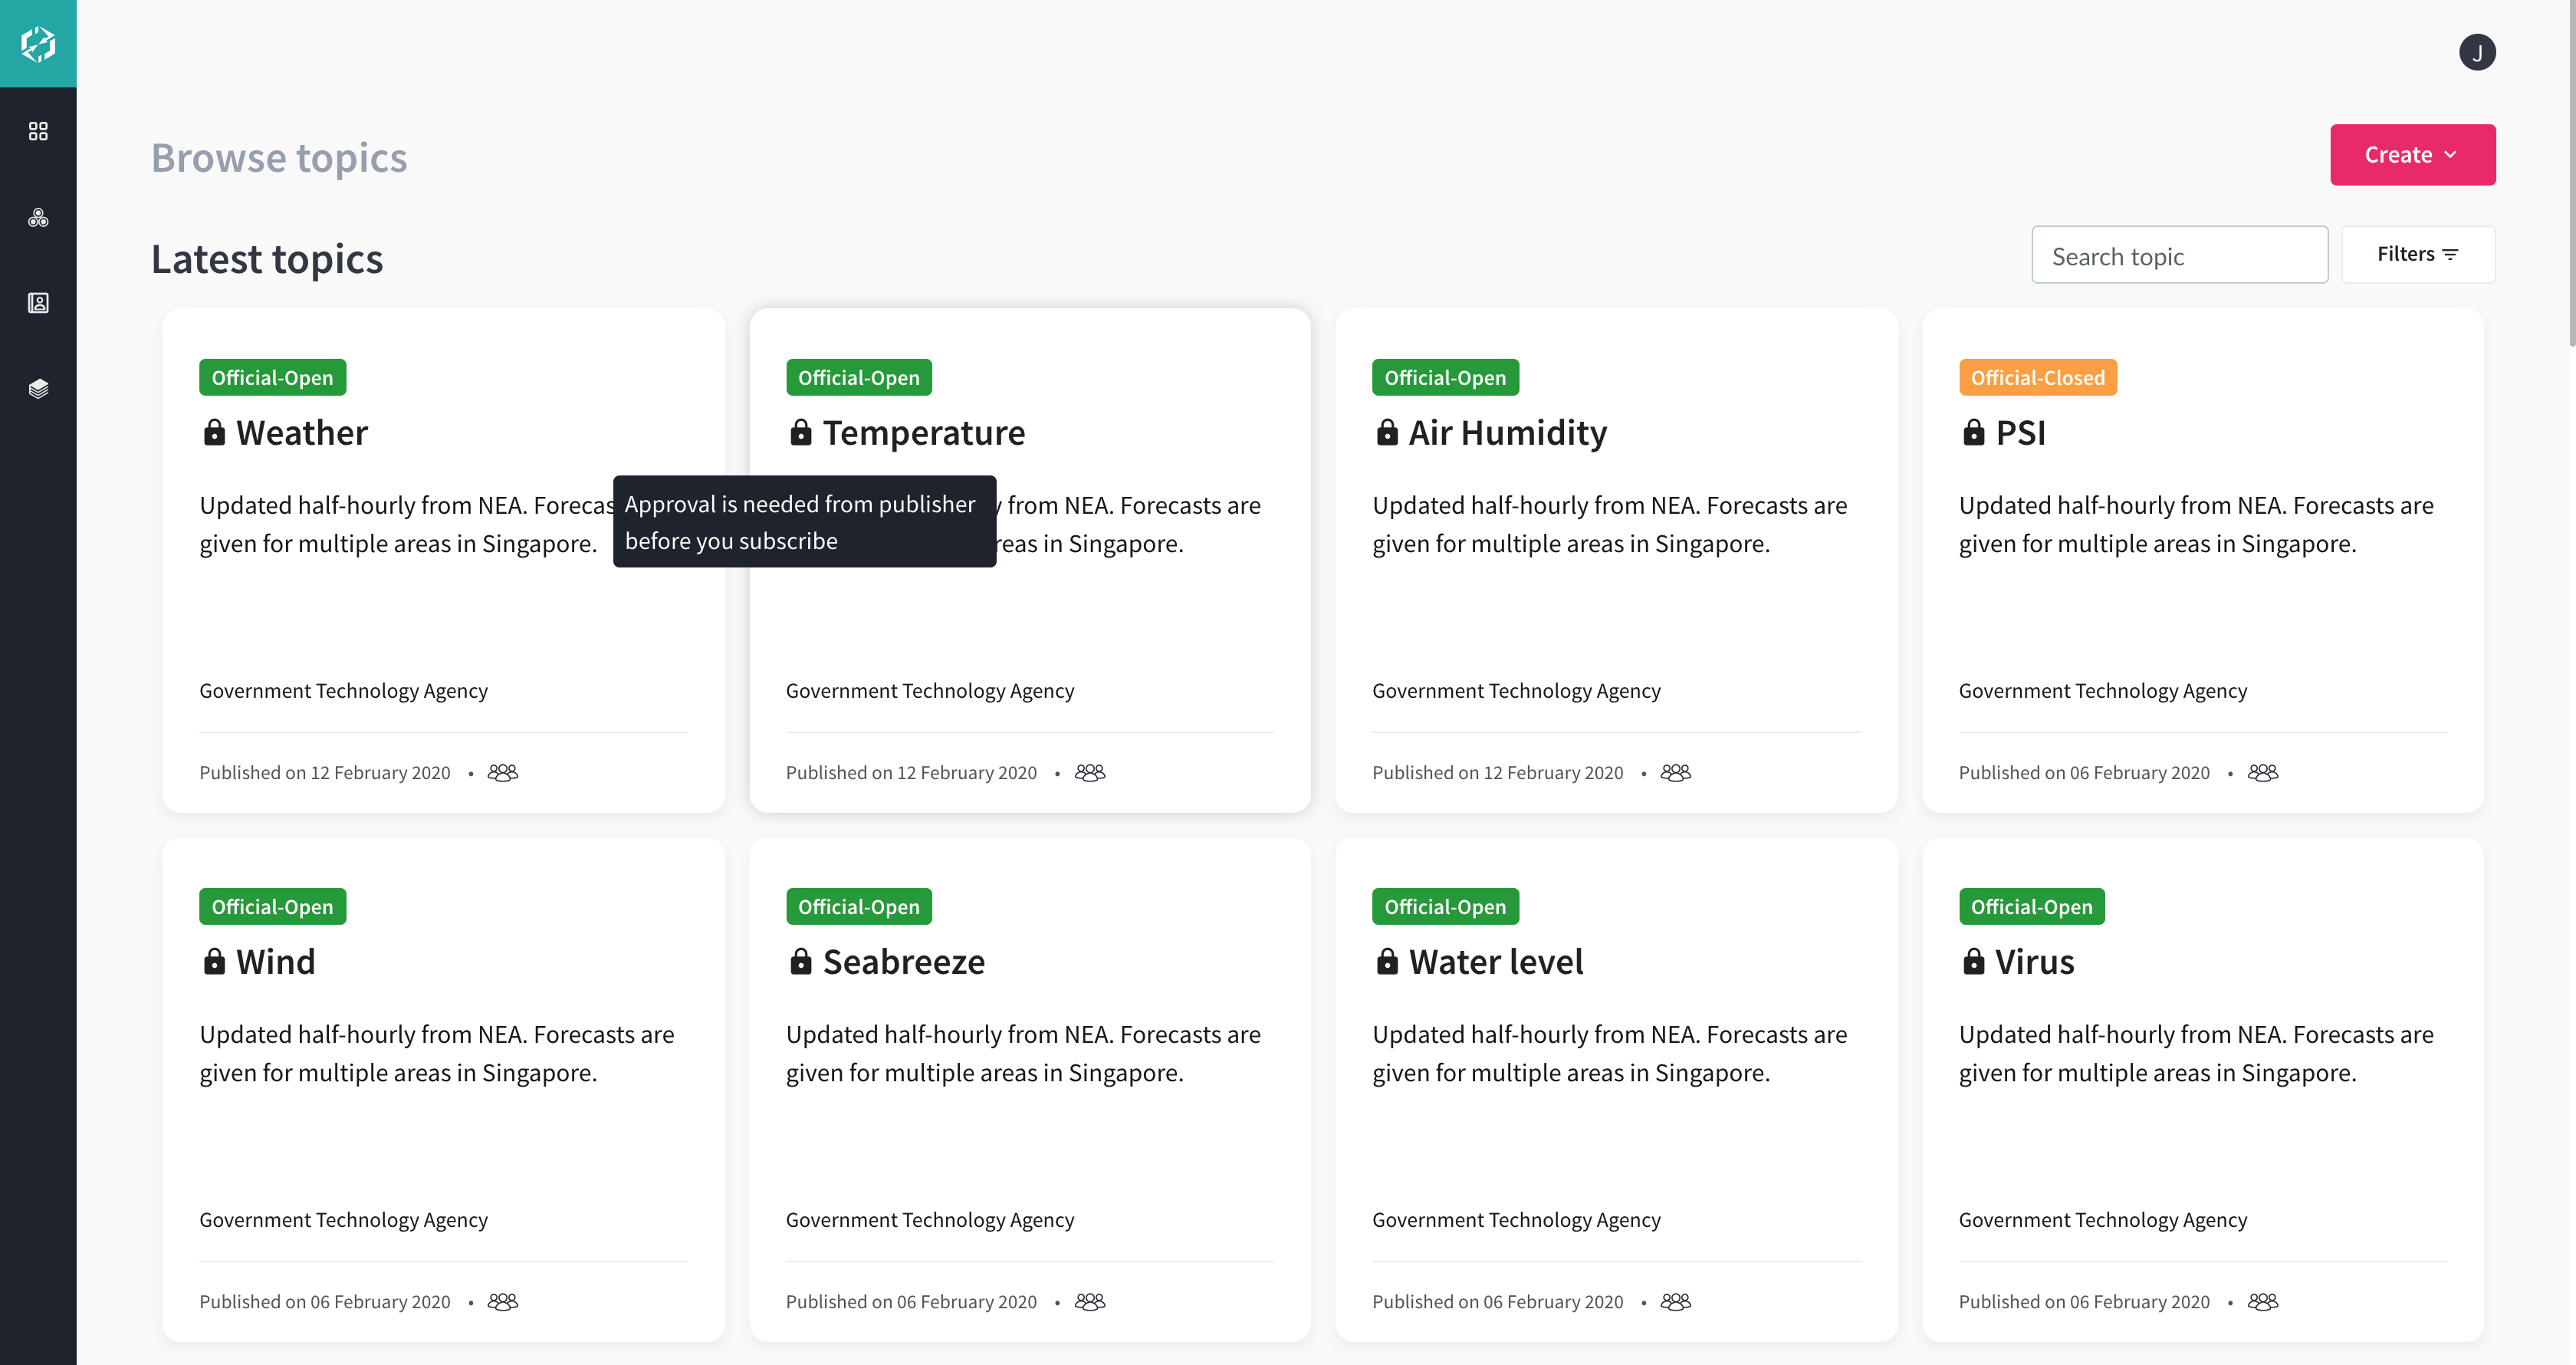 J
Browse topics
Create
Latest topics
Search topic
Filters
Official-Open
Weather
Updated half-hourly from NEA. Forecas
given for multiple areas in Singapore.
Government Technology Agency
Published on 12 February 2020 •
Official-Open
Temperature
Approval is needed from publisher
before you subscribe
from NEA. Forecasts are
in Singapore.
Government Technology Agency
Published on 12 February 2020 •
Official-Open
Air Humidity
Updated half-hourly from NEA. Forecasts are
given for multiple areas in Singapore.
Government Technology Agency
Published on 12 February 2020 •
Official-Closed
PSI
Updated half-hourly from NEA. Forecasts are
given for multiple areas in Singapore.
Government Technology Agency
Published on 06 February 2020 •
Official-Open
Wind
Updated half-hourly from NEA. Forecasts are
given for multiple areas in Singapore.
Government Technology Agency
Published on 06 February 2020 •
Official-Open
Seabreeze
Updated half-hourly from NEA. Forecasts are
given for multiple areas in Singapore.
Government Technology Agency
Published on 06 February 2020 •
Official-Open
Water level
Updated half-hourly from NEA. Forecasts are
given for multiple areas in Singapore.
Government Technology Agency
Published on 06 February 2020 •
Official-Open
Virus
Updated half-hourly from NEA. Forecasts are
given for multiple areas in Singapore.
Government Technology Agency
Published on 06 February 2020 •